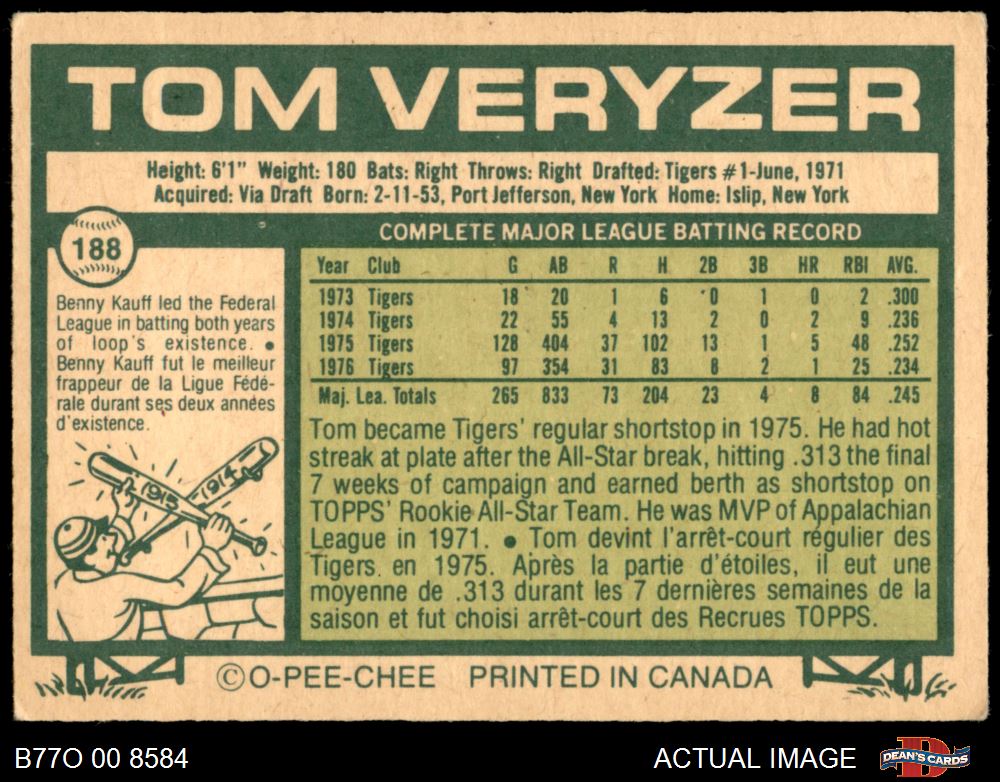 TOM VERYZER
Height: 6'1" Weight: 180 Bats: Right Throws: Right Drafted: Tigers #1-June, 1971
Acquired: Via Draft Born: 2-11-53, Port Jefferson, New York Home: Islip, New York
188
Benny Kauff led the Federal
League in batting both years
of loop's existence. •
Benny Kauff fut le meilleur
frappeur de la Ligue Fédé-
rale durant ses deux années
d'existence.
1915 1914
COMPLETE MAJOR LEAGUE BATTING RECORD
Year Club G AB R H 2B 3B HR RBI AVG.
1973 Tigers 18 20 1 6 0 1 0 2 .300
1974 Tigers 22 55 4 13 2 0 2 9 .236
1975 Tigers 128 404 37 102 13 1 5 48 .252
1976 Tigers 97 354 31 83 8 2 1 25 .234
Maj. Lea. Totals 265 833 73 204 23 4 8 84 .245
Tom became Tigers' regular shortstop in 1975. He had hot
streak at plate after the All-Star break, hitting .313 the final
7 weeks of campaign and earned berth as shortstop on
TOPPS' Rookie All-Star Team. He was MVP of Appalachian
League in 1971. • Tom devint l'arrêt-court régulier des
Tigers en 1975. Après la partie d'étoiles, il eut une
moyenne de .313 durant les 7 dernières semaines de la
saison et fut choisi arrêt-court des Recrues TOPPS.
©O-PEE-CHEE PRINTED IN CANADA
B77O 00 8584
ACTUAL IMAGE
DEAN'S CARDS